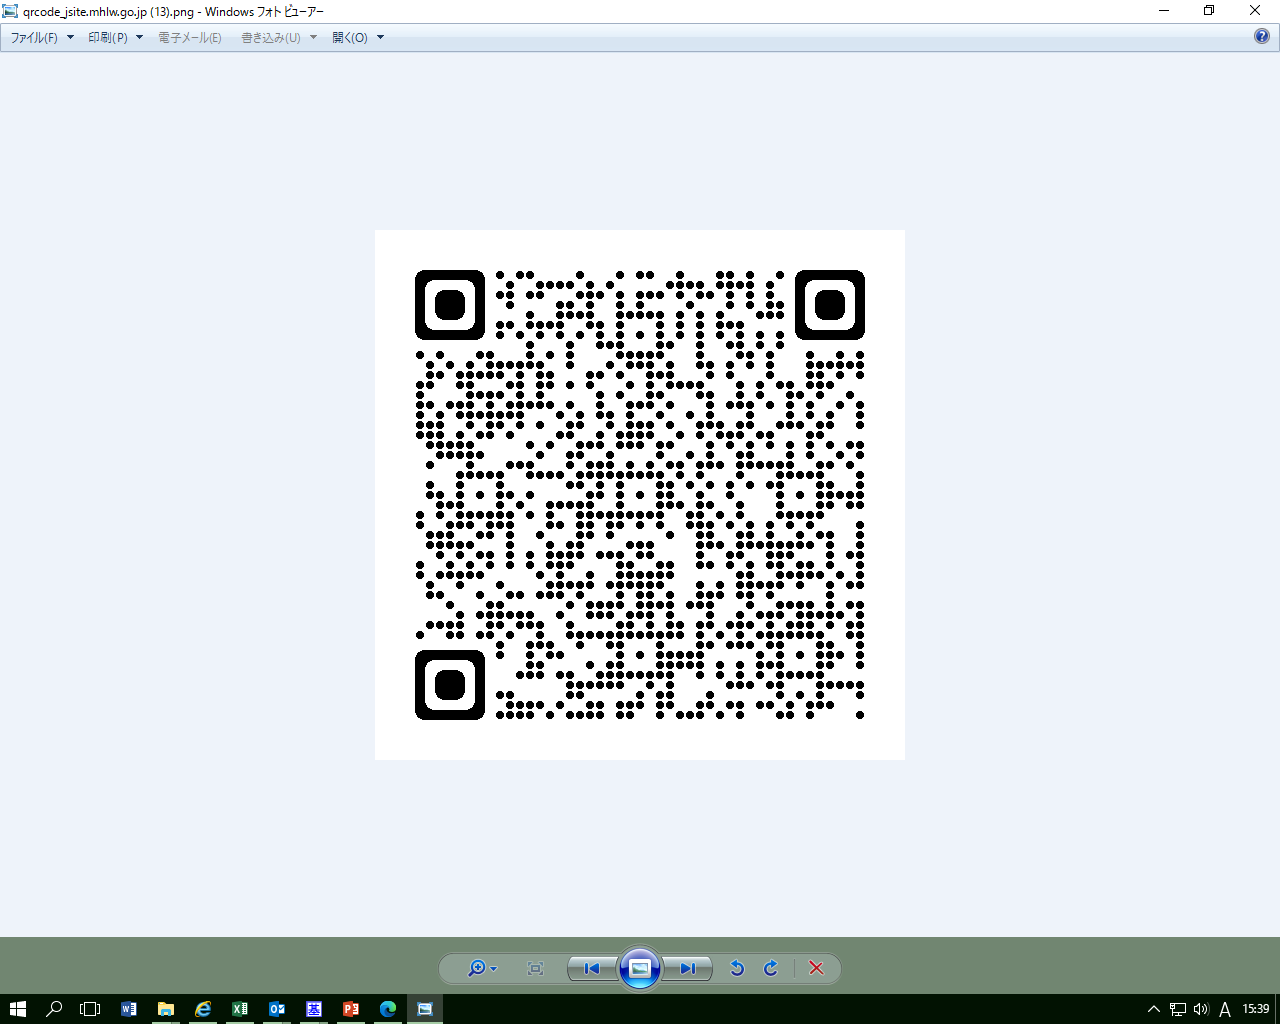 qrcode_jsite.mhlw.go.jp (13).png - Windows フォト ビューアー
ファイル(F) 印刷(P) 電子メール(E) 書き込み(U) 開く(O)
基
A 15:39